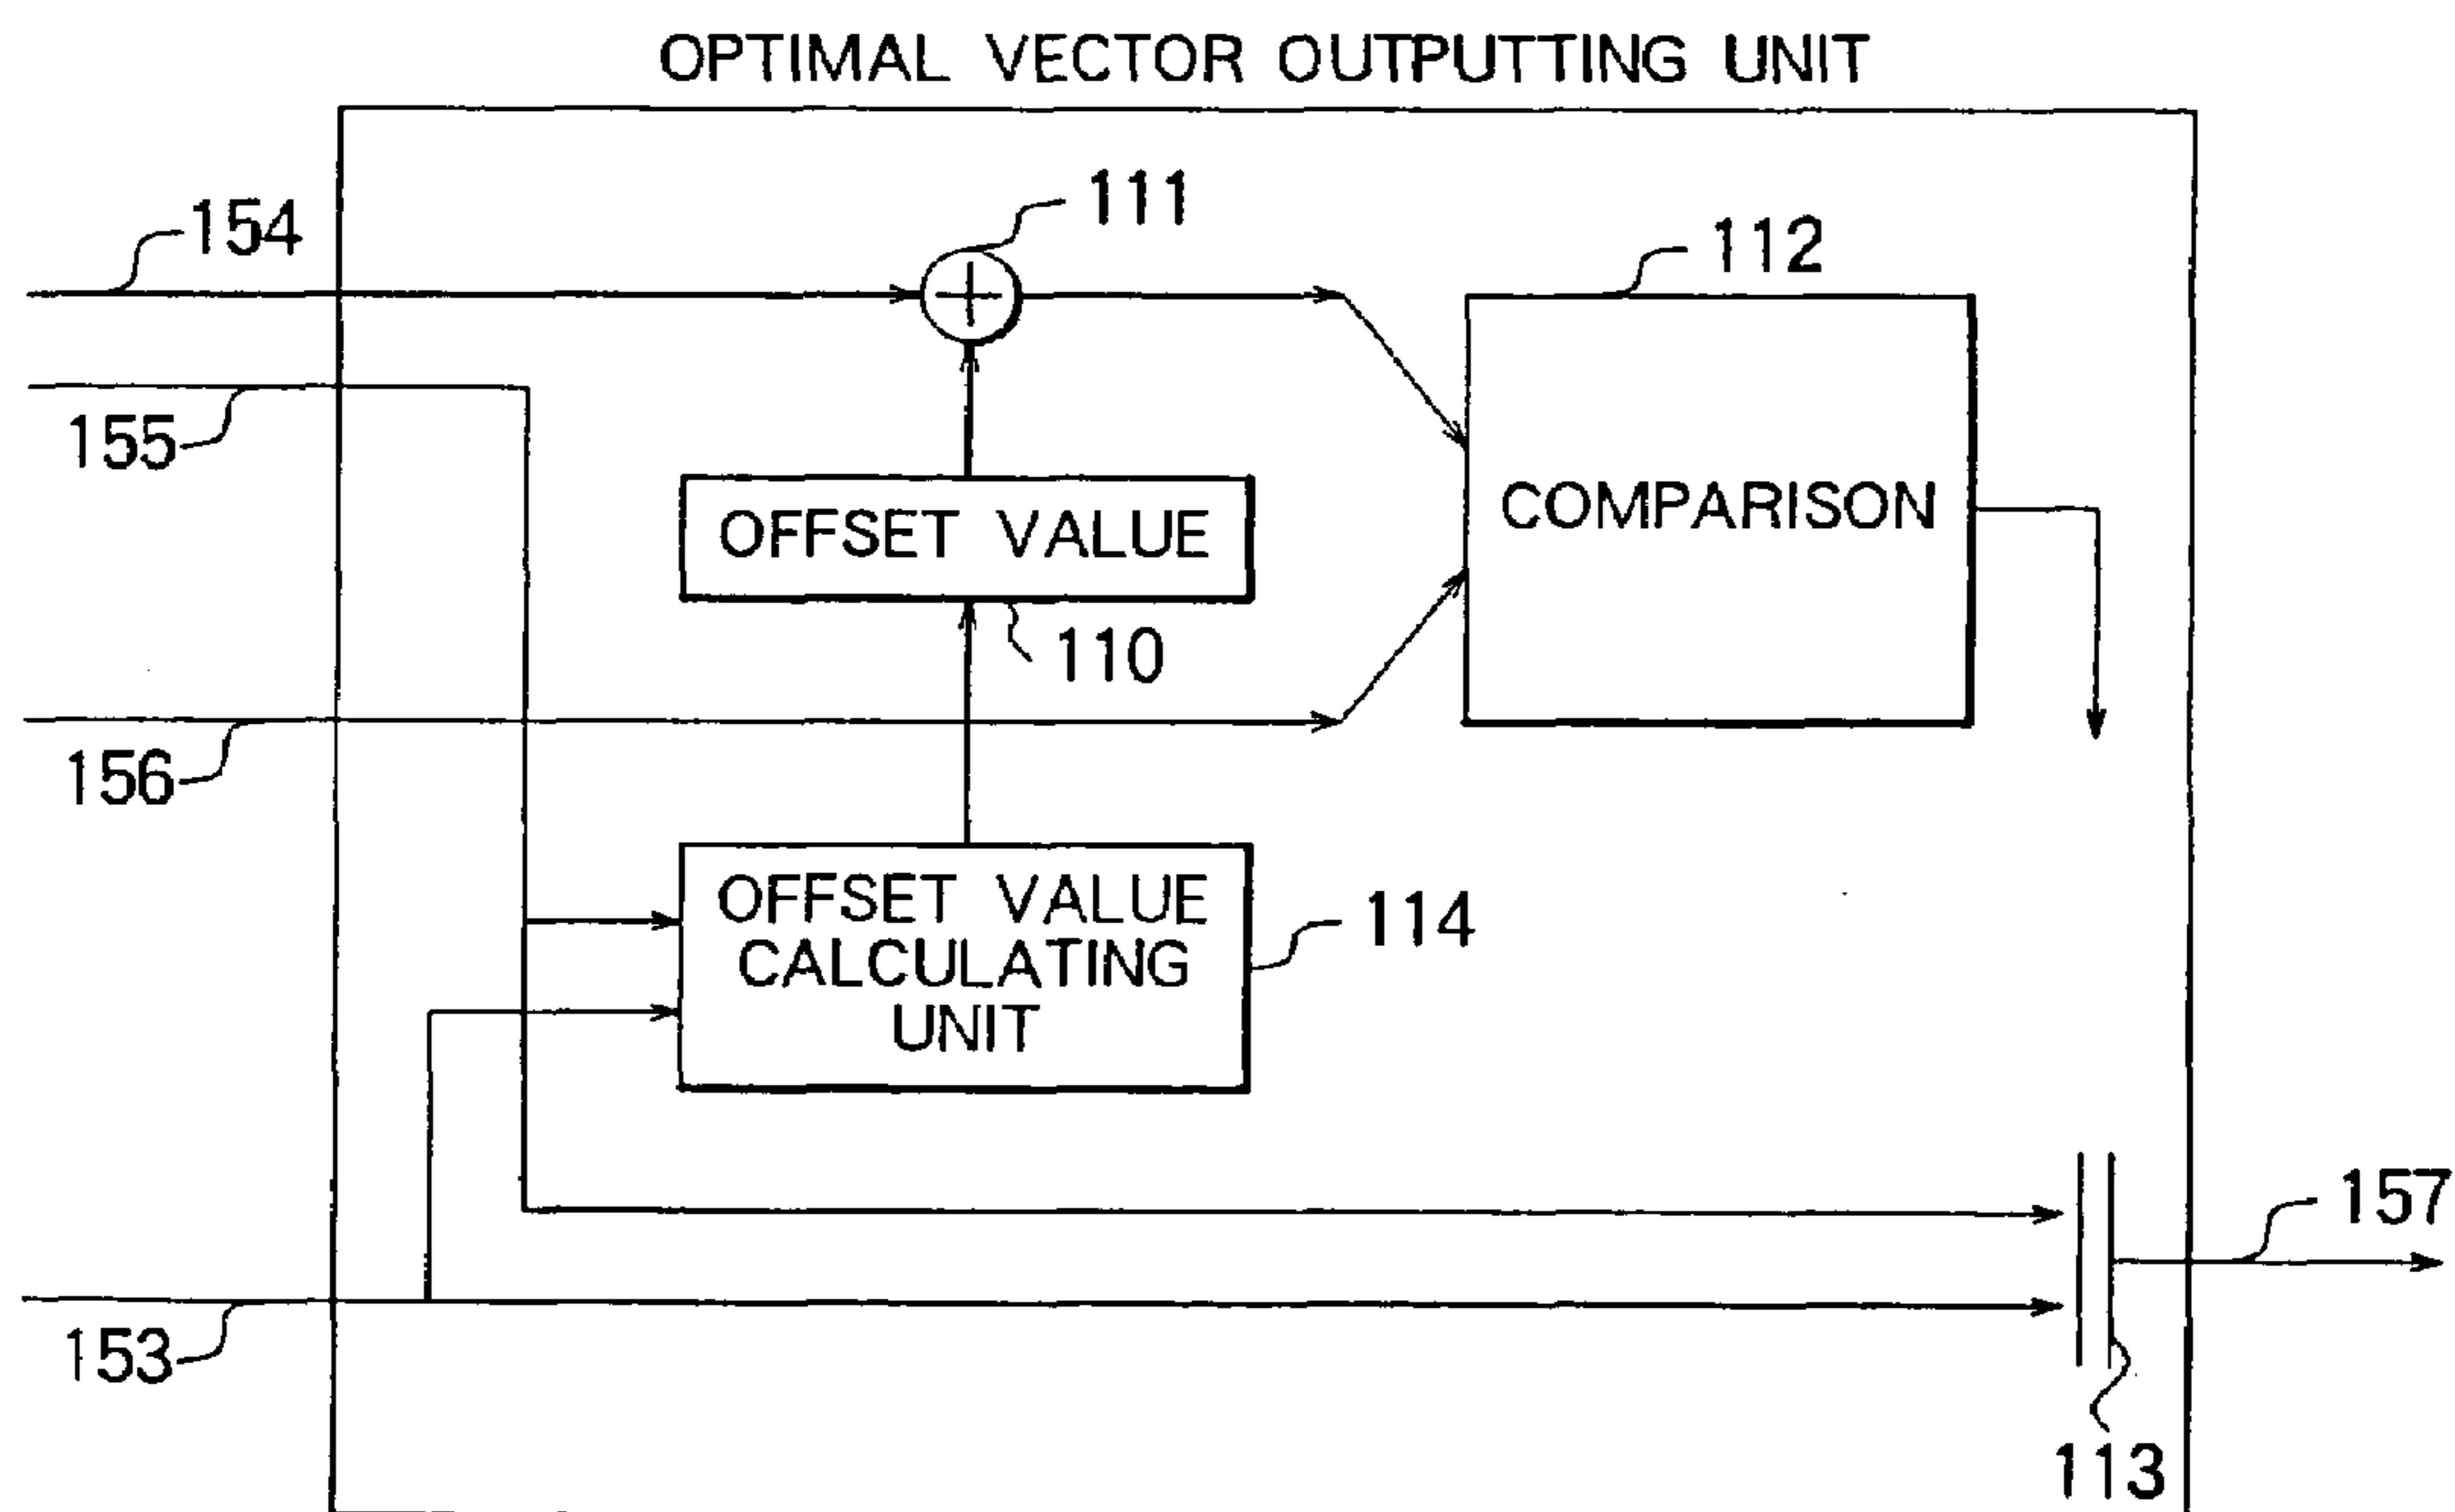 OPTIMAL VECTOR OUTPUTTING UNIT
154
111
112
155
OFFSET VALUE
COMPARISON
110
156
OFFSET VALUE
CALCULATING
UNIT
114
157
153
113